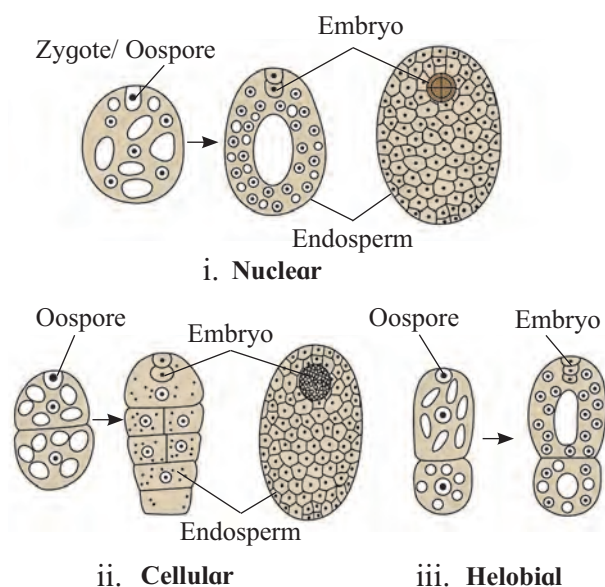 Embryo
Zygote/ Oospore
Endosperm
i. Nuclear
Oospore
Embryo
Endosperm
ii. Cellular
Oospore
Embryo
iii. Helobial